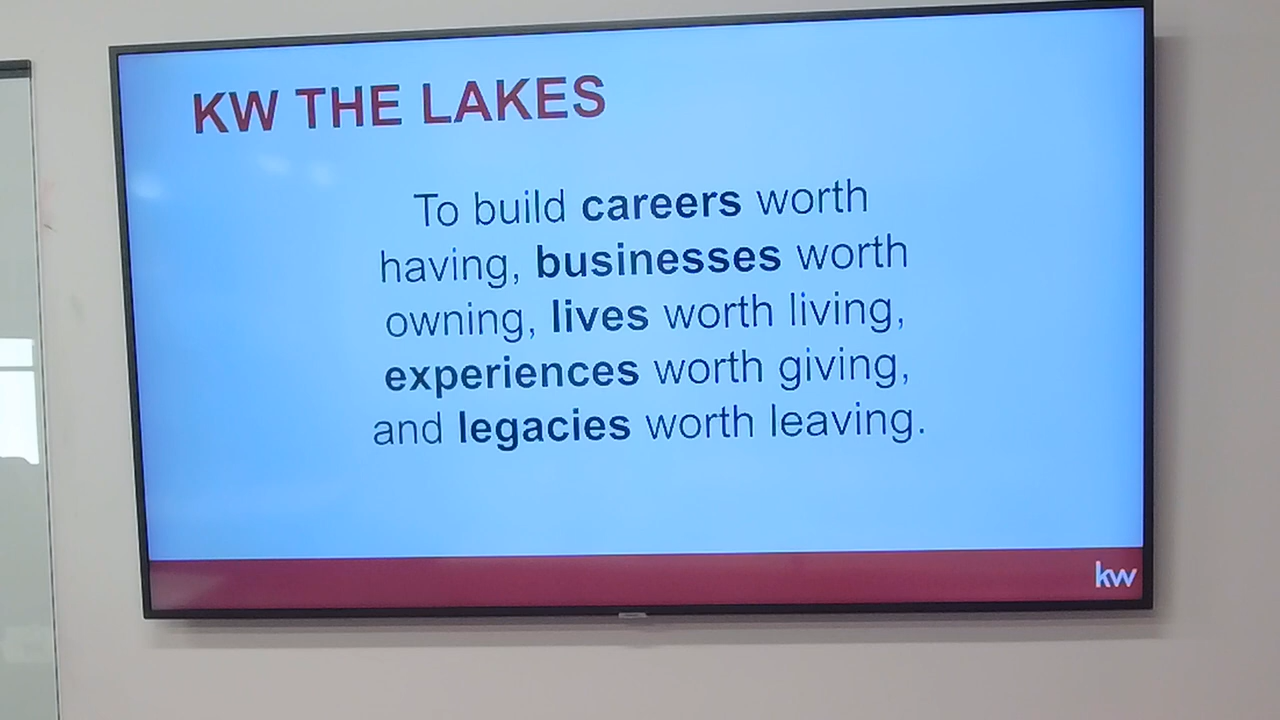 KW THE LAKES
To build careers worth
having, businesses worth
owning, lives worth living,
experiences worth giving,
and legacies worth leaving.
kw